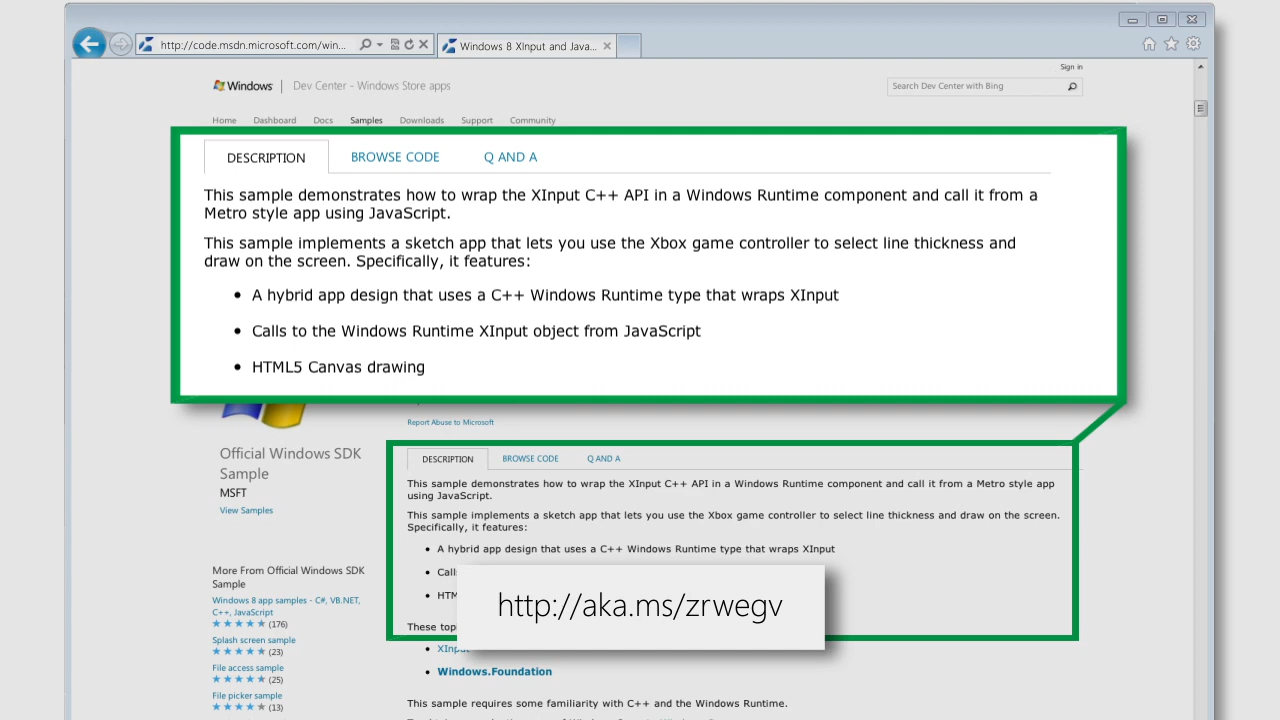 http://code.msdn.microsoft.com/win...
Windows 8 XInput and Java...
Sign in
Windows | Dev Center - Windows Store apps
Search Dev Center with Bing
Home Dashboard Docs Samples Downloads Support Community
DESCRIPTION BROWSE CODE Q AND A
This sample demonstrates how to wrap the XInput C++ API in a Windows Runtime component and call it from a
Metro style app using JavaScript.
This sample implements a sketch app that lets you use the Xbox game controller to select line thickness and
draw on the screen. Specifically, it features:
• A hybrid app design that uses a C++ Windows Runtime type that wraps XInput
• Calls to the Windows Runtime XInput object from JavaScript
• HTML5 Canvas drawing
Report Abuse to Microsoft
Official Windows SDK
Sample
MSFT
View Samples
More From Official Windows SDK
Sample
Windows 8 app samples - C#, VB.NET,
C++, JavaScript
(176)
Splash screen sample
(23)
File access sample
(25)
File picker sample
(13)
DESCRIPTION BROWSE CODE Q AND A
This sample demonstrates how to wrap the XInput C++ API in a Windows Runtime component and call it from a Metro style app
using JavaScript.
This sample implements a sketch app that lets you use the Xbox game controller to select line thickness and draw on the screen.
Specifically, it features:
• A hybrid app design that uses a C++ Windows Runtime type that wraps XInput
• Call
• HTM
http://aka.ms/zrwegv
These topi
• XInput
• Windows.Foundation
This sample requires some familiarity with C++ and the Windows Runtime.